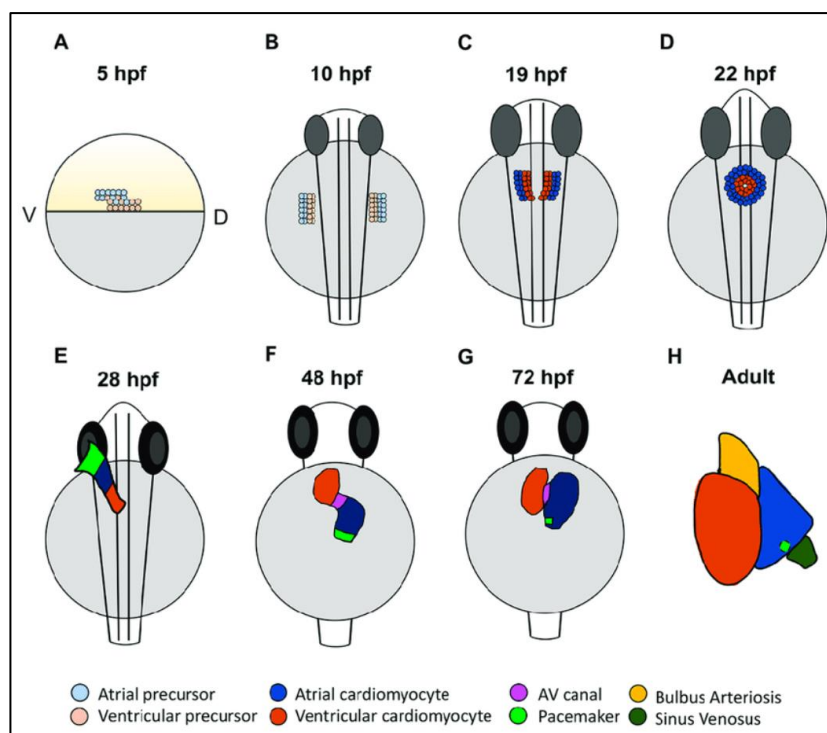 A
5 hpf
V
D
B
10 hpf
C
19 hpf
D
22 hpf
E
28 hpf
F
48 hpf
G
72 hpf
H
Adult
Atrial precursor
Atrial cardiomyocyte
AV canal
Bulbus Arteriosis
Ventricular precursor
Ventricular cardiomyocyte
Pacemaker
Sinus Venosus